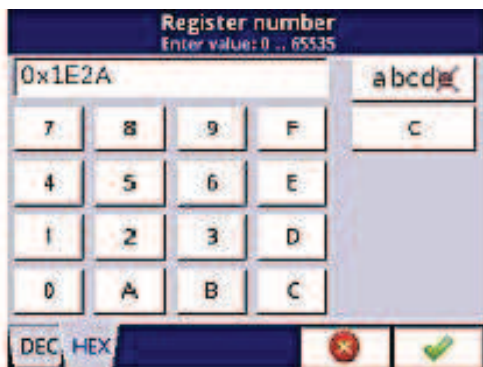 Register number
Enter value: 0 .. 65535
0x1E2A
abcde
7 8 9 F C
4 5 6 E
1 2 3 D
0 A B C
DEC HEX